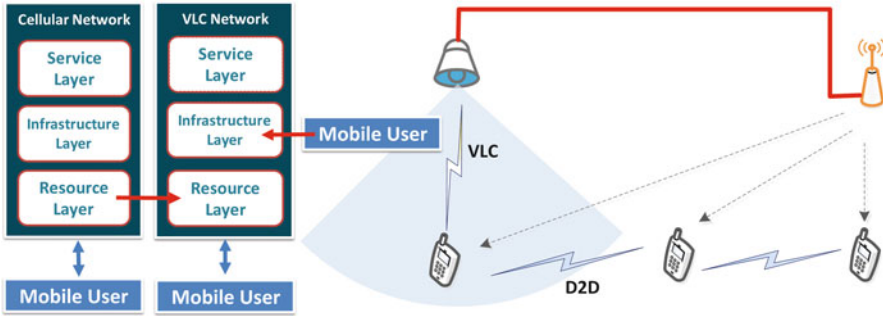 Cellular Network
Service
Layer
Infrastructure
Layer
Resource
Layer
Mobile User
VLC Network
Service
Layer
Infrastructure
Layer
Resource
Layer
Mobile User
Mobile User
VLC
D2D